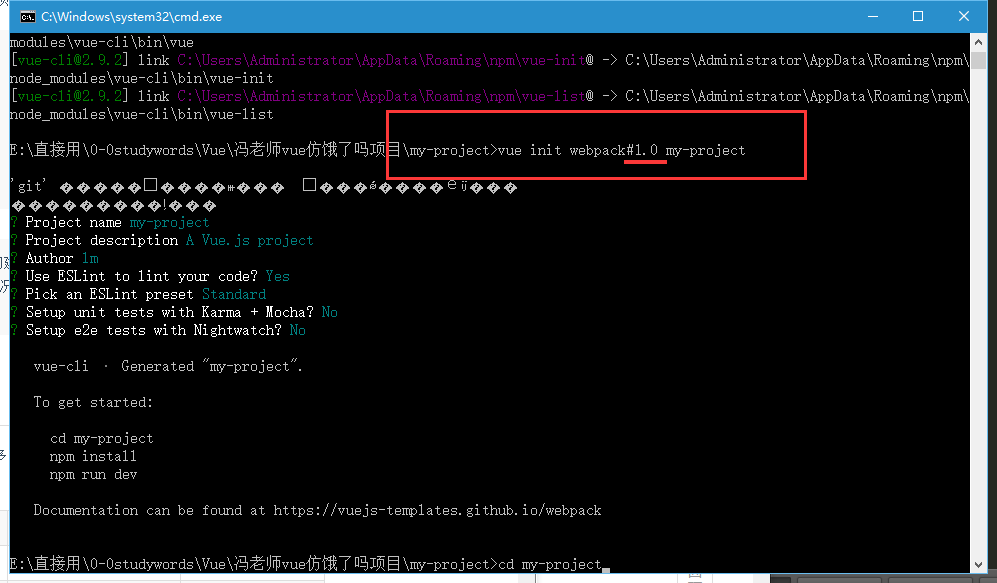 C:\Windows\system32\cmd.exe
modules\vue-cli\bin\vue
[vue-cli@2.9.2] link C:\Users\Administrator\AppData\Roaming\npm\vue-init@ -> C:\Users\Administrator\AppData\Roaming\npm\
node_modules\vue-cli\bin\vue-init
[vue-cli@2.9.2] link C:\Users\Administrator\AppData\Roaming\npm\vue-list@ -> C:\Users\Administrator\AppData\Roaming\npm\
node_modules\vue-cli\bin\vue-list
E:\直接用\0-0studywords\Vue\冯老师vue仿饿了吗项目\my-project>vue init webpack#1.0 my-project
'git'
? Project name my-project
? Project description A Vue.js project
? Author lm
? Use ESLint to lint your code? Yes
? Pick an ESLint preset Standard
? Setup unit tests with Karma + Mocha? No
? Setup e2e tests with Nightwatch? No
vue-cli · Generated "my-project".
To get started:
cd my-project
npm install
npm run dev
Documentation can be found at https://vuejs-templates.github.io/webpack
E:\直接用\0-0studywords\Vue\冯老师vue仿饿了吗项目\my-project>cd my-project